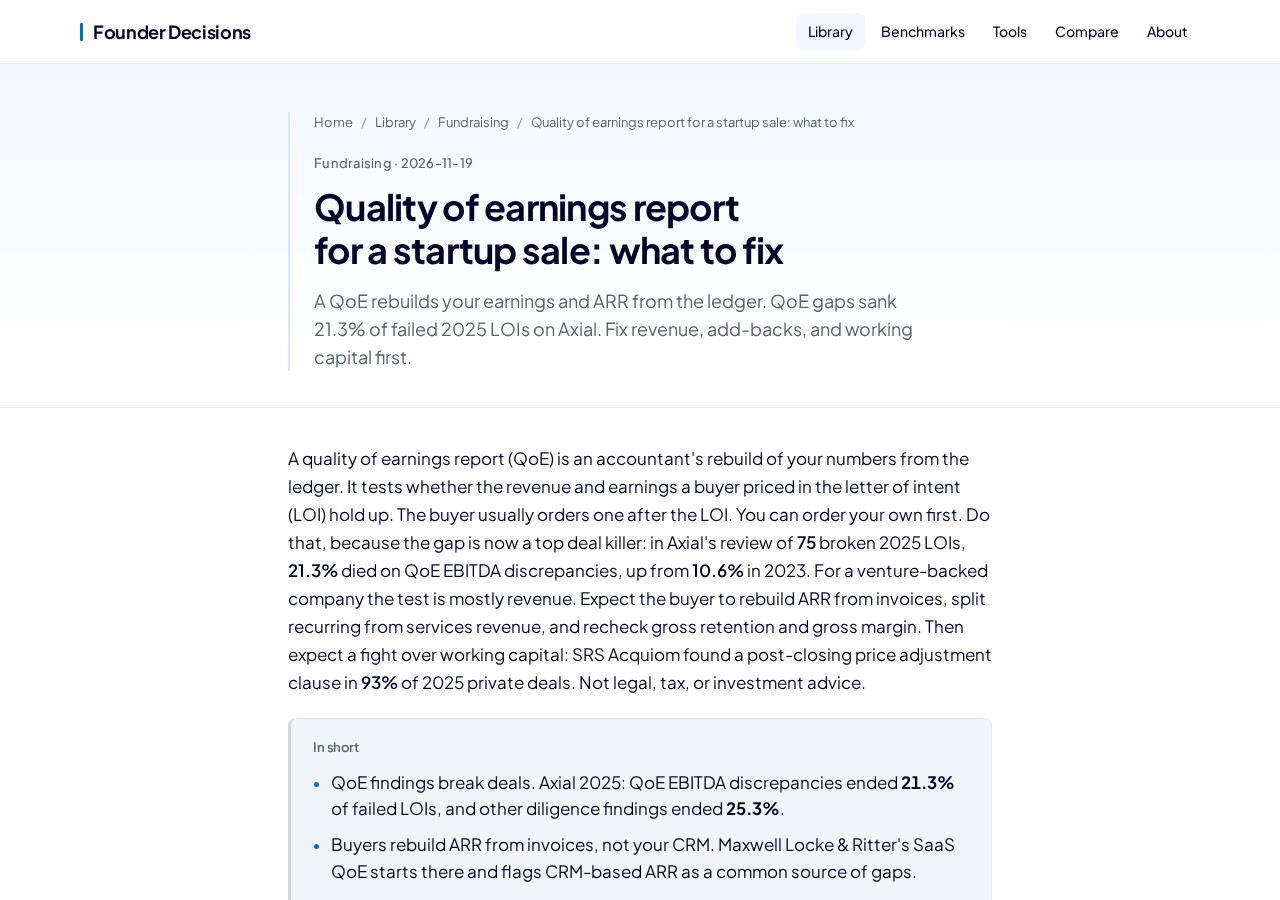 Founder Decisions
Library Benchmarks Tools Compare About
Home / Library / Fundraising / Quality of earnings report for a startup sale: what to fix
Fundraising · 2026-11-19
Quality of earnings report
for a startup sale: what to fix
A QoE rebuilds your earnings and ARR from the ledger. QoE gaps sank
21.3% of failed 2025 LOIs on Axial. Fix revenue, add-backs, and working
capital first.
A quality of earnings report (QoE) is an accountant's rebuild of your numbers from the
ledger. It tests whether the revenue and earnings a buyer priced in the letter of intent
(LOI) hold up. The buyer usually orders one after the LOI. You can order your own first. Do
that, because the gap is now a top deal killer: in Axial's review of 75 broken 2025 LOIs,
21.3% died on QoE EBITDA discrepancies, up from 10.6% in 2023. For a venture-backed
company the test is mostly revenue. Expect the buyer to rebuild ARR from invoices, split
recurring from services revenue, and recheck gross retention and gross margin. Then
expect a fight over working capital: SRS Acquiom found a post-closing price adjustment
clause in 93% of 2025 private deals. Not legal, tax, or investment advice.
In short
• QoE findings break deals. Axial 2025: QoE EBITDA discrepancies ended 21.3%
of failed LOIs, and other diligence findings ended 25.3%.
• Buyers rebuild ARR from invoices, not your CRM. Maxwell Locke & Ritter's SaaS
QoE starts there and flags CRM-based ARR as a common source of gaps.